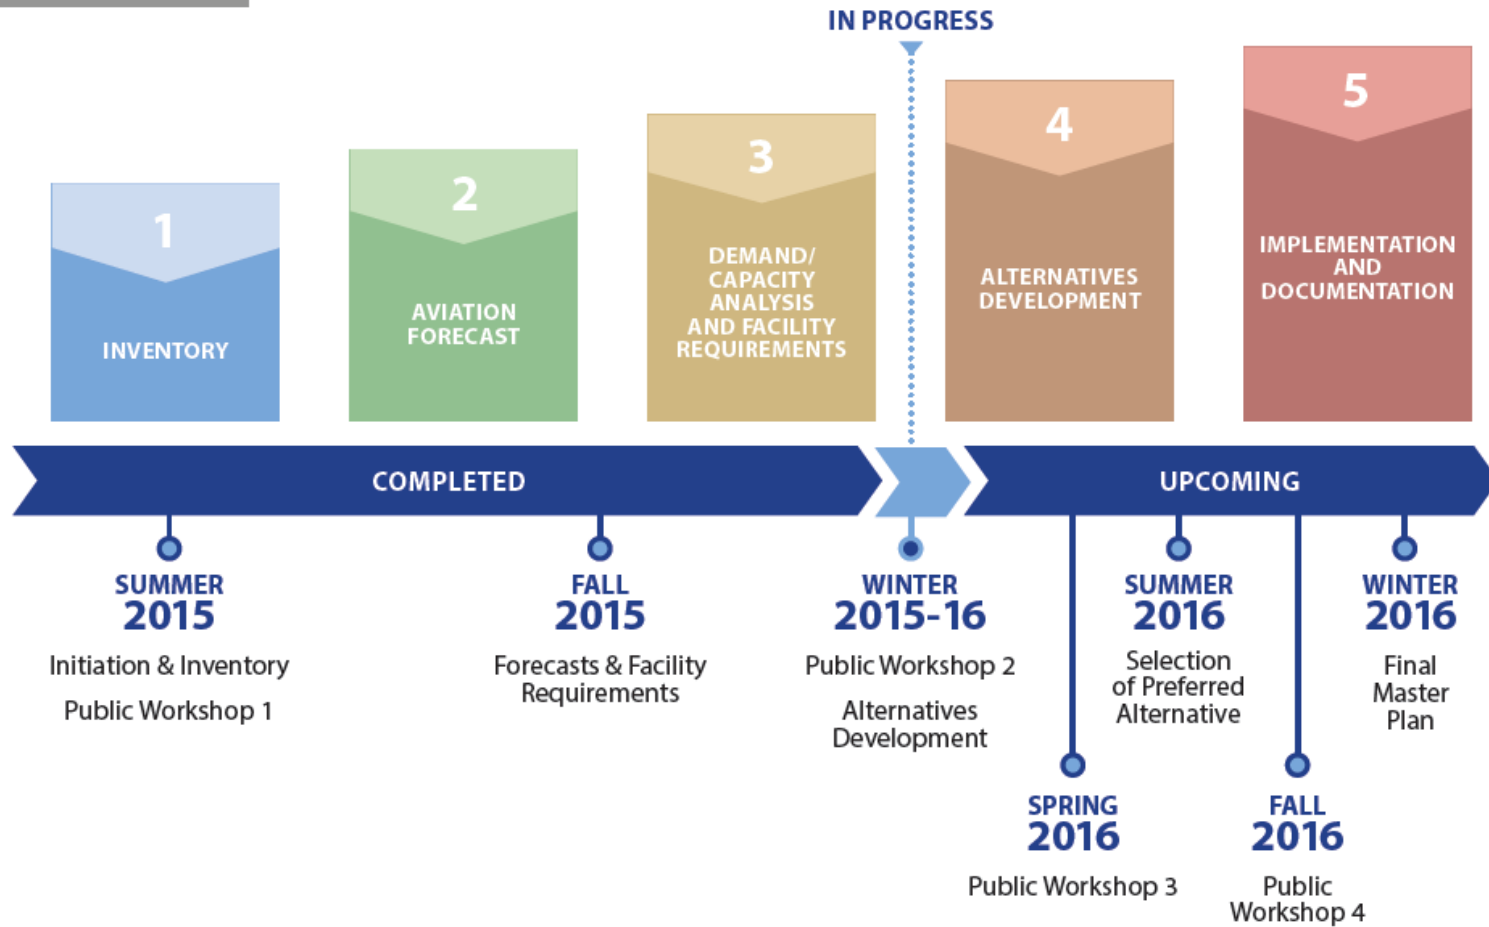 IN PROGRESS
1
INVENTORY
2
AVIATION
FORECAST
3
DEMAND/
CAPACITY
ANALYSIS
AND FACILITY
REQUIREMENTS
4
ALTERNATIVES
DEVELOPMENT
5
IMPLEMENTATION
AND
DOCUMENTATION
COMPLETED
UPCOMING
SUMMER
2015
Initiation & Inventory
Public Workshop 1
FALL
2015
Forecasts & Facility
Requirements
WINTER
2015-16
Public Workshop 2
Alternatives
Development
SPRING
2016
Public Workshop 3
SUMMER
2016
Selection
of Preferred
Alternative
FALL
2016
Public
Workshop 4
WINTER
2016
Final
Master
Plan